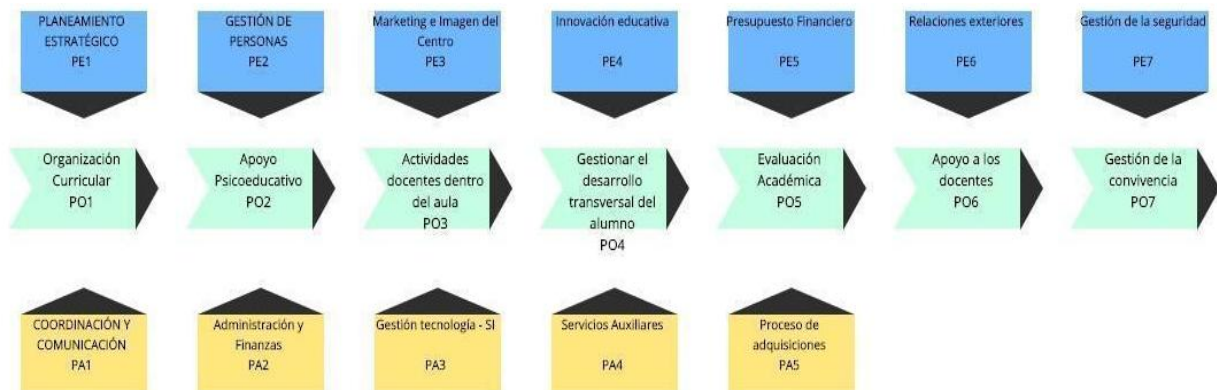 PLANEAMIENTO
ESTRATÉGICO
PE1
GESTIÓN DE
PERSONAS
PE2
Marketing e Imagen del
Centro
PE3
Innovación educativa
PE4
Presupuesto Financiero
PE5
Relaciones exteriores
PE6
Gestión de la seguridad
PE7
Organización
Curricular
PO1
Apoyo
Psicoeducativo
PO2
Actividades
docentes dentro
del aula
PO3
Gestionar el
desarrollo
transversal del
alumno
PO4
Evaluación
Académica
PO5
Apoyo a los
docentes
PO6
Gestión de la
convivencia
PO7
COORDINACIÓN Y
COMUNICACIÓN
PA1
Administración y
Finanzas
PA2
Gestión tecnología - SI
PA3
Servicios Auxiliares
PA4
Proceso de
adquisiciones
PA5